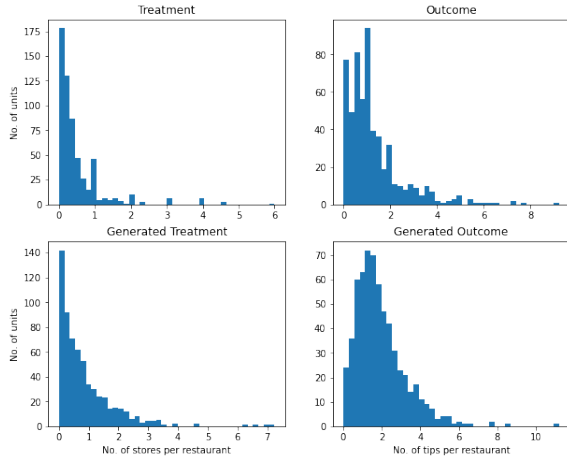 Treatment
Outcome
No. of units
175
150
125
100
75
50
25
0
0 1 2 3 4 5 6
80
60
40
20
0
0 2 4 6 8
Generated Treatment
Generated Outcome
No. of units
140
120
100
80
60
40
20
0
0 1 2 3 4 5 6 7
No. of stores per restaurant
70
60
50
40
30
20
10
0
0 2 4 6 8 10
No. of tips per restaurant